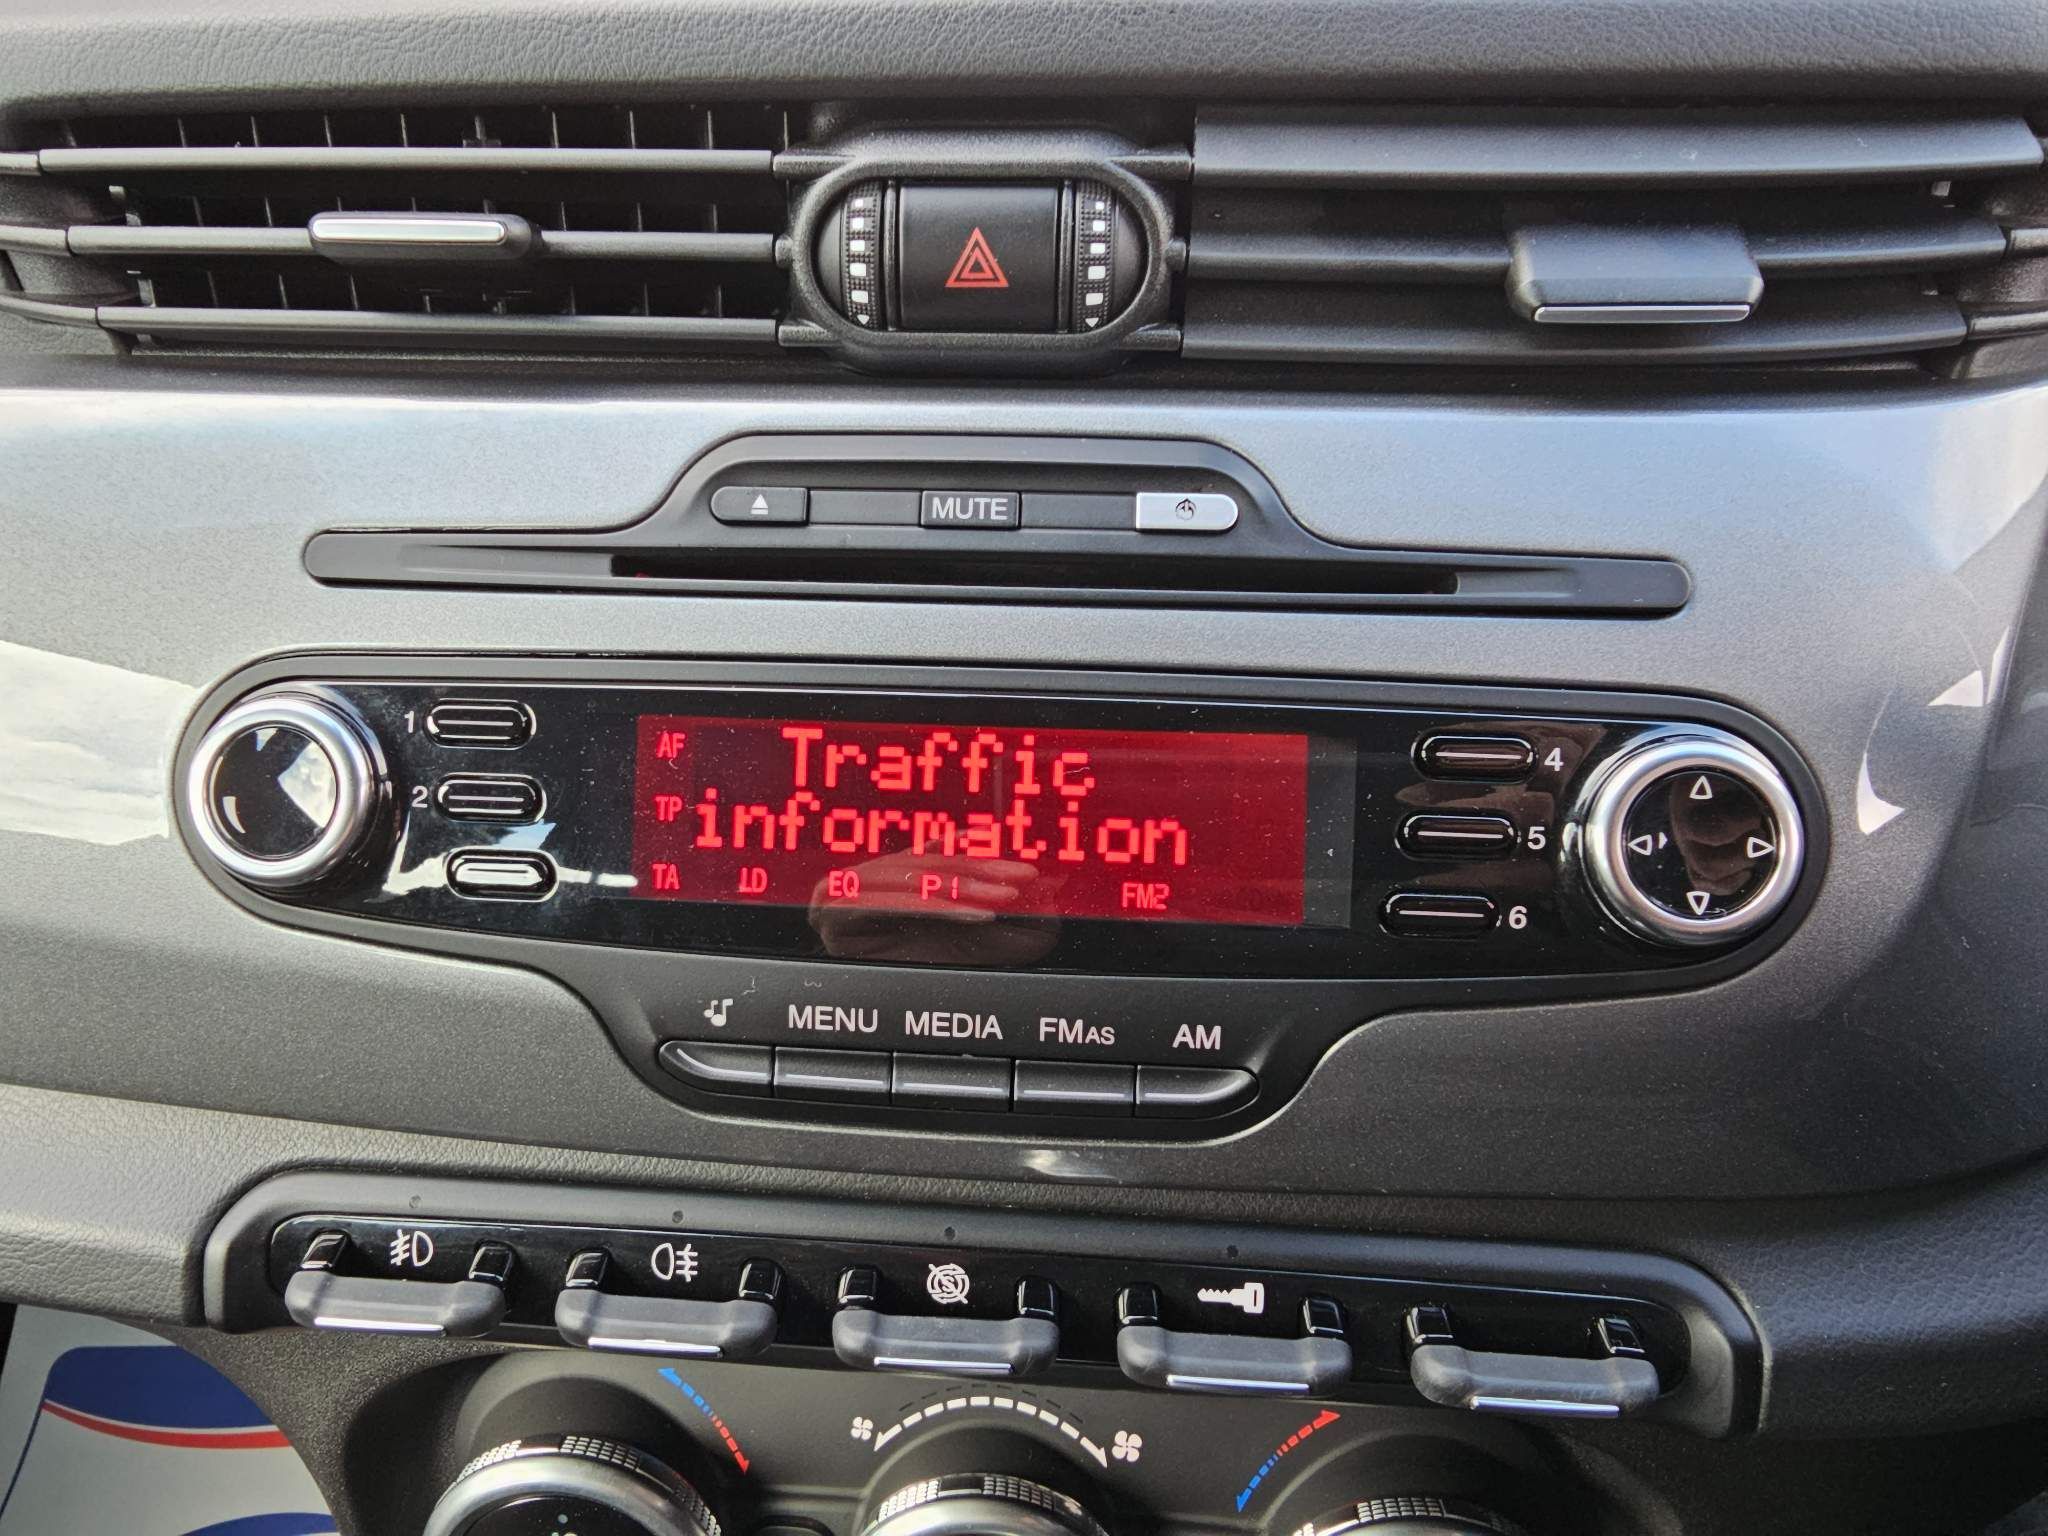 MUTE
1
2
4
5
6
AF
Traffic
TP
information
TA LD EQ P1 FM2
MENU MEDIA FMAS AM